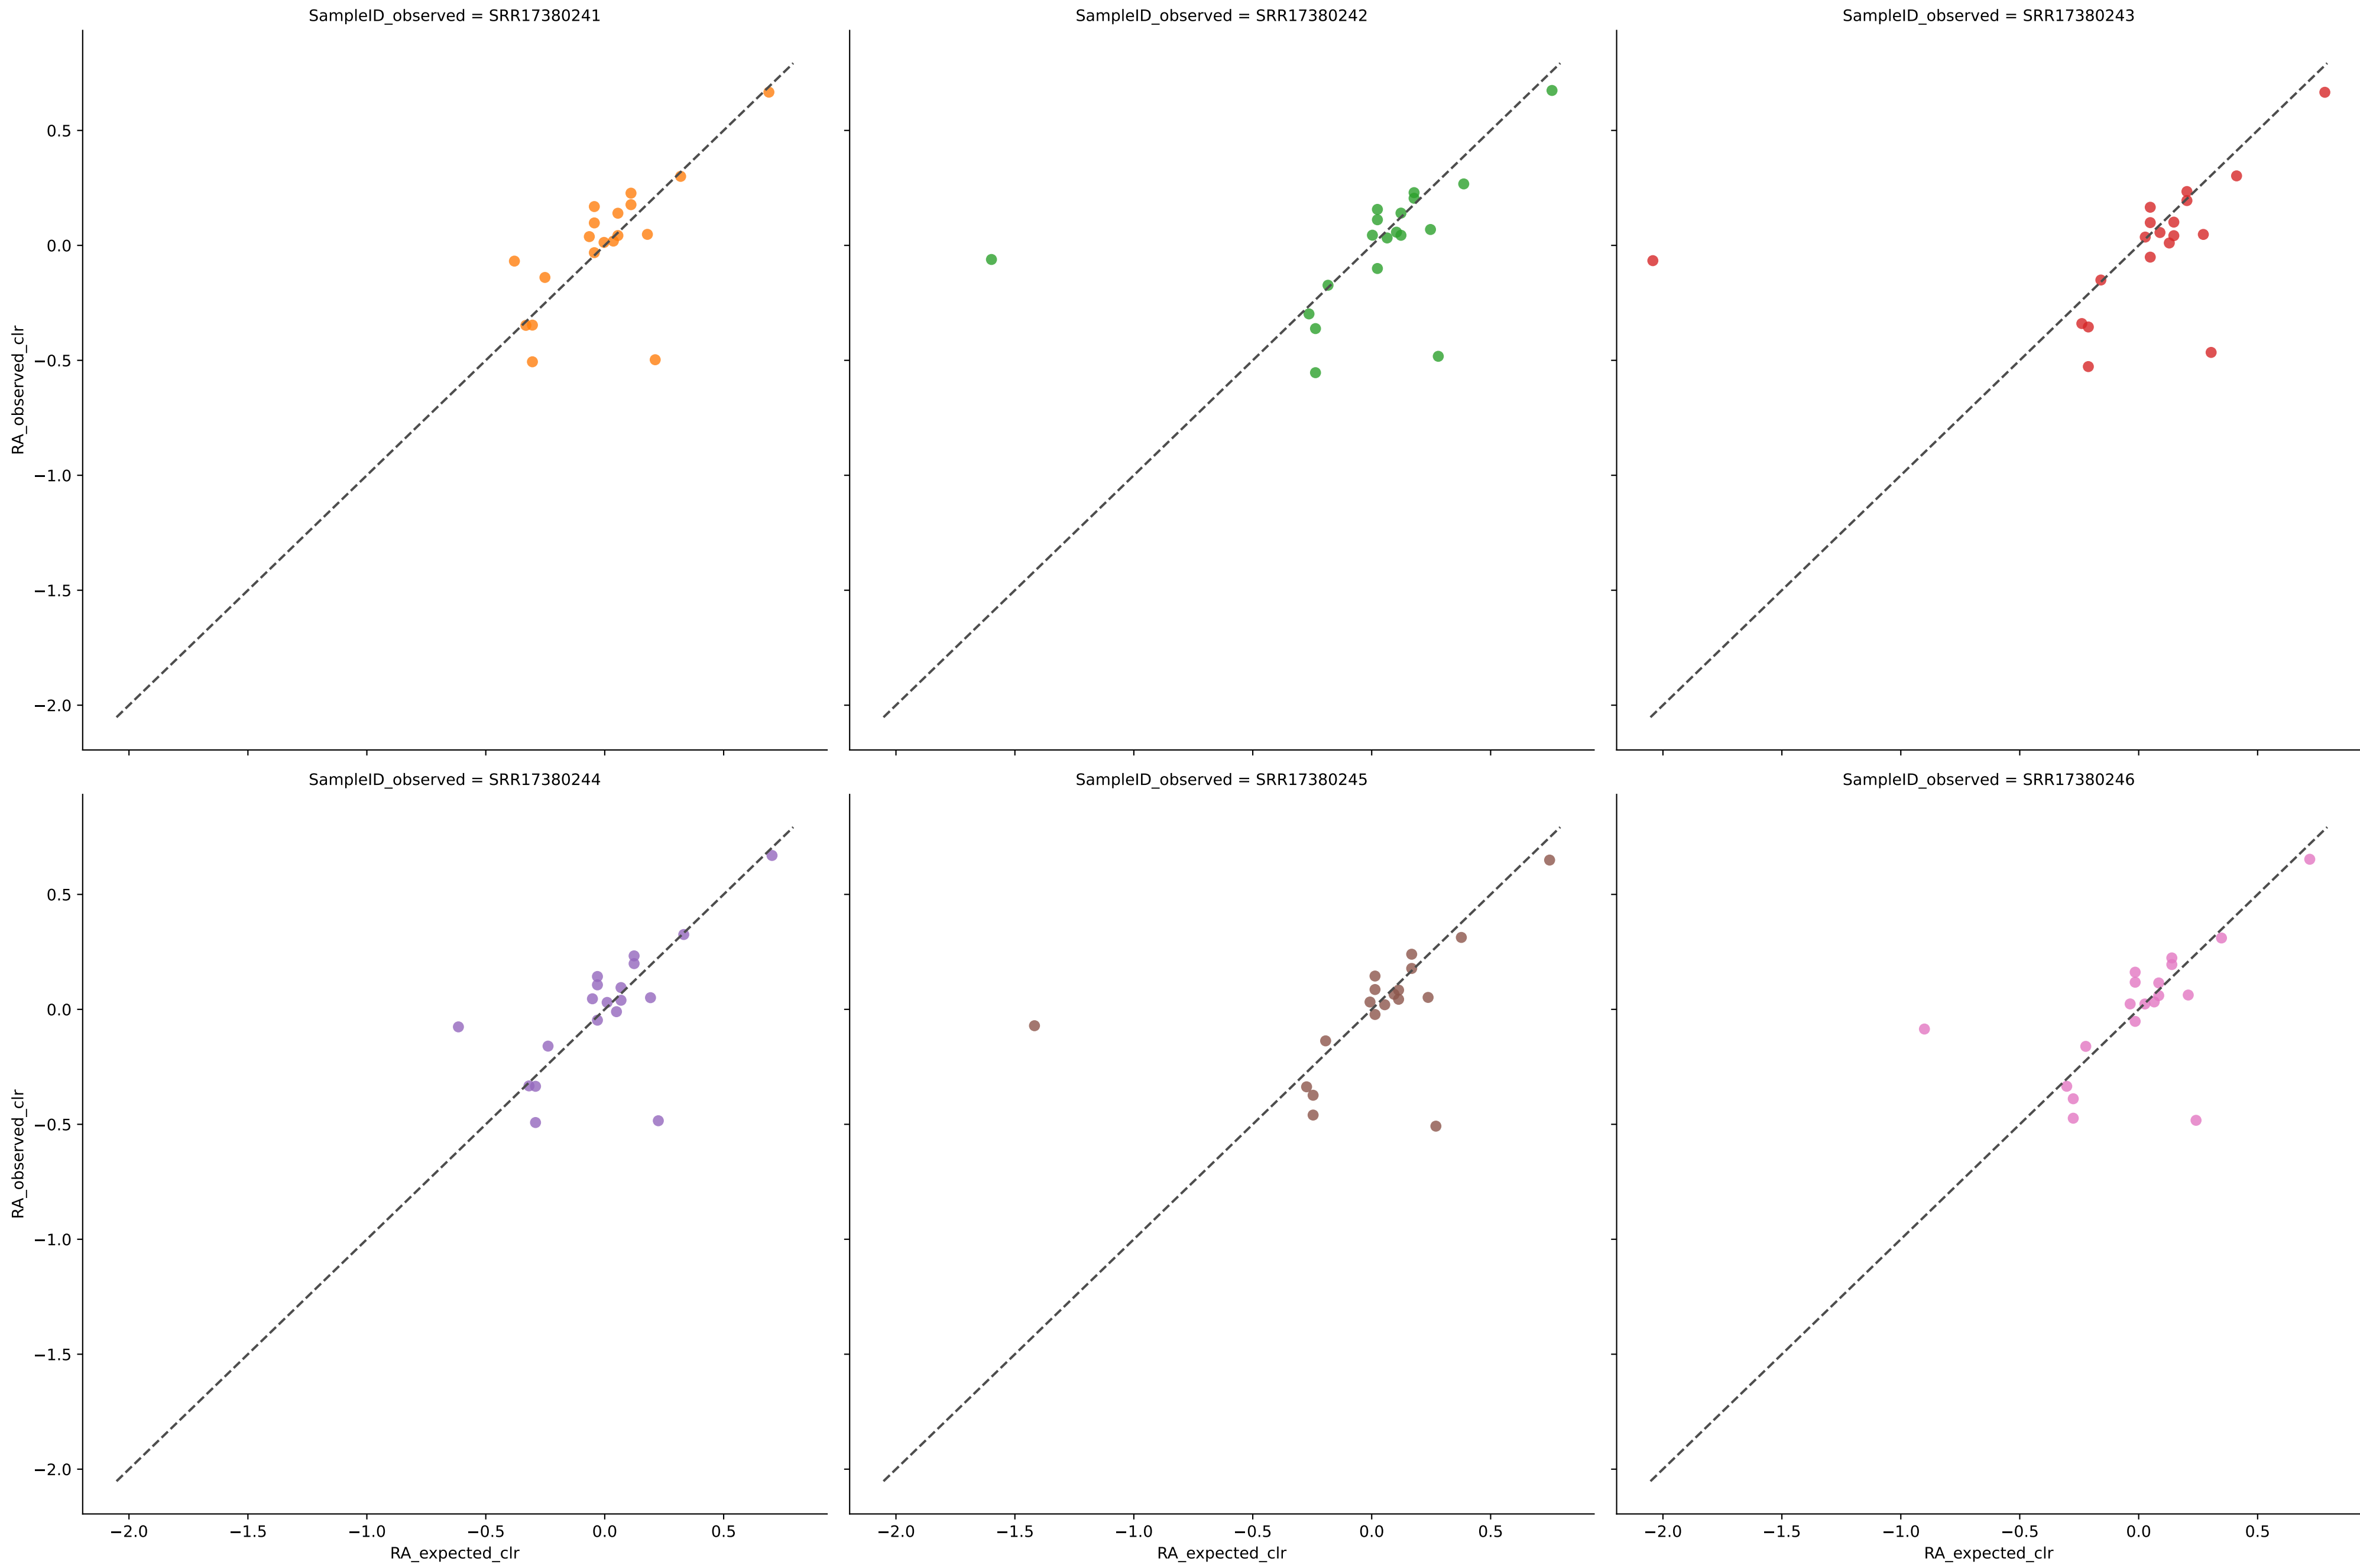 SampleID_observed = SRR17380241
SampleID_observed = SRR17380242
SampleID_observed = SRR17380243
RA_observed_clr
0.5
0.0
−0.5
−1.0
−1.5
−2.0
SampleID_observed = SRR17380244
SampleID_observed = SRR17380245
SampleID_observed = SRR17380246
RA_observed_clr
0.5
0.0
−0.5
−1.0
−1.5
−2.0
−2.0 −1.5 −1.0 −0.5 0.0 0.5
−2.0 −1.5 −1.0 −0.5 0.0 0.5
−2.0 −1.5 −1.0 −0.5 0.0 0.5
RA_expected_clr
RA_expected_clr
RA_expected_clr